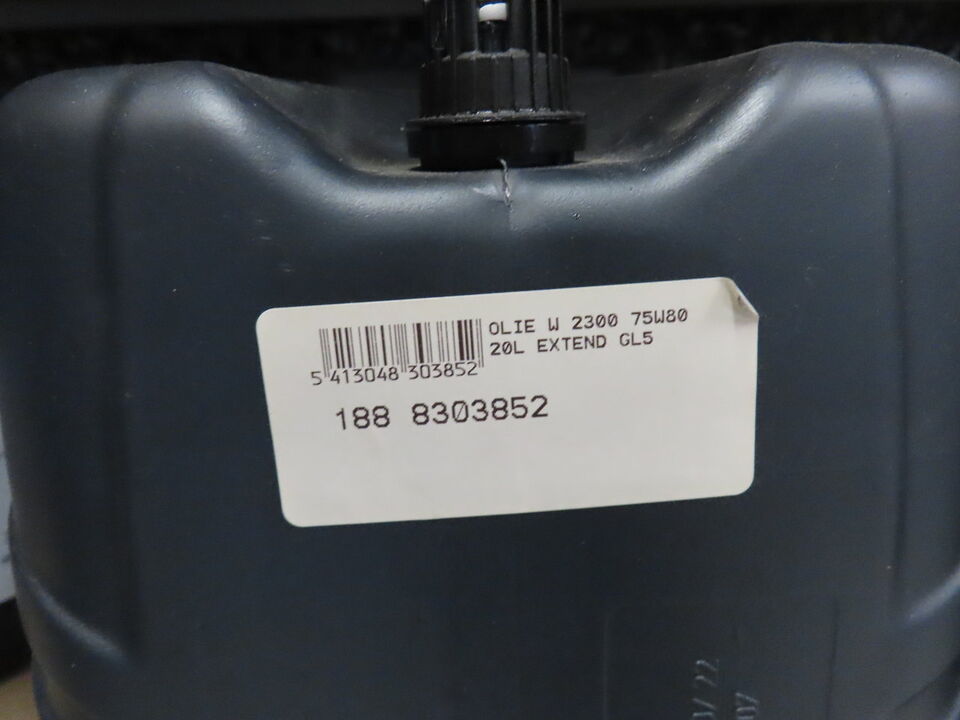 OLIE W 2300 75W80
20L EXTEND GL5
5 413048 303852
188 8303852